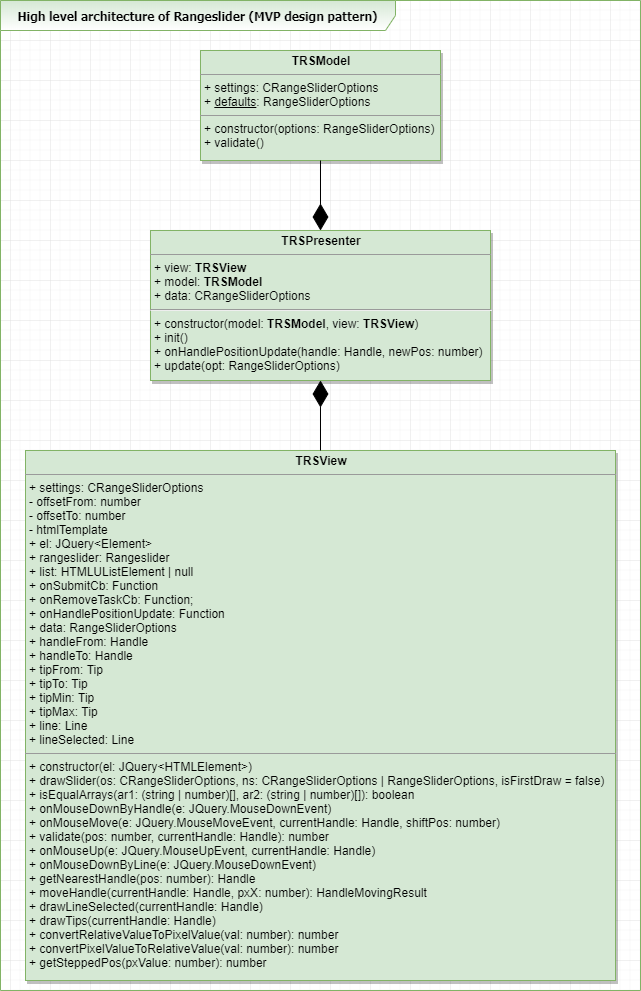 High level architecture of Rangeslider (MVP design pattern)
TRSModel
+ settings: CRangeSliderOptions
+ defaults: RangeSliderOptions
+ constructor(options: RangeSliderOptions)
+ validate()
TRSPresenter
+ view: TRSView
+ model: TRSModel
+ data: CRangeSliderOptions
+ constructor(model: TRSModel, view: TRSView)
+ init()
+ onHandlePositionUpdate(handle: Handle, newPos: number)
+ update(opt: RangeSliderOptions)
TRSView
+ settings: CRangeSliderOptions
- offsetFrom: number
- offsetTo: number
- htmlTemplate
+ el: JQuery<Element>
+ rangeslider: Rangeslider
+ list: HTMLUListElement | null
+ onSubmitCb: Function
+ onRemoveTaskCb: Function;
+ onHandlePositionUpdate: Function
+ data: RangeSliderOptions
+ handleFrom: Handle
+ handleTo: Handle
+ tipFrom: Tip
+ tipTo: Tip
+ tipMin: Tip
+ tipMax: Tip
+ line: Line
+ lineSelected: Line
+ constructor(el: JQuery<HTMLElement>)
+ drawSlider(os: CRangeSliderOptions, ns: CRangeSliderOptions | RangeSliderOptions, isFirstDraw = false)
+ isEqualArrays(ar1: (string | number)[], ar2: (string | number)[]): boolean
+ onMouseDownByHandle(e: JQuery.MouseDownEvent)
+ onMouseMove(e: JQuery.MouseMoveEvent, currentHandle: Handle, shiftPos: number)
+ validate(pos: number, currentHandle: Handle): number
+ onMouseUp(e: JQuery.MouseUpEvent, currentHandle: Handle)
+ onMouseDownByLine(e: JQuery.MouseDownEvent)
+ getNearestHandle(pos: number): Handle
+ moveHandle(currentHandle: Handle, pxX: number): HandleMovingResult
+ drawLineSelected(currentHandle: Handle)
+ drawTips(currentHandle: Handle)
+ convertRelativeValueToPixelValue(val: number): number
+ convertPixelValueToRelativeValue(val: number): number
+ getSteppedPos(pxValue: number): number